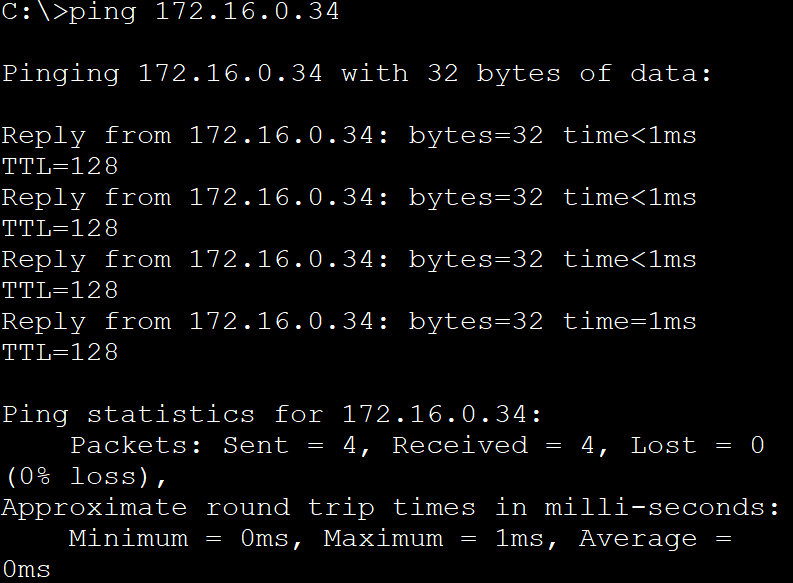 C:\>ping 172.16.0.34
Pinging 172.16.0.34 with 32 bytes of data:
Reply from 172.16.0.34: bytes=32 time<1ms
TTL=128
Reply from 172.16.0.34: bytes=32 time<1ms
TTL=128
Reply from 172.16.0.34: bytes=32 time<1ms
TTL=128
Reply from 172.16.0.34: bytes=32 time=1ms
TTL=128
Ping statistics for 172.16.0.34:
    Packets: Sent = 4, Received = 4, Lost = 0
(0% loss),
Approximate round trip times in milli-seconds:
    Minimum = 0ms, Maximum = 1ms, Average =
0ms